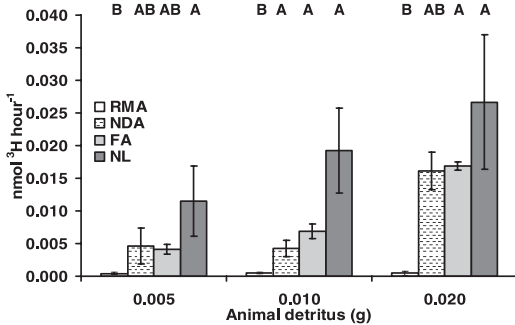 B AB AB A B A A A B AB A A
0.040
0.035
0.030
0.025
0.020
0.015
0.010
0.005
0.000
nmol ³H hour⁻¹
RMA
NDA
FA
NL
0.005 0.010 0.020
Animal detritus (g)